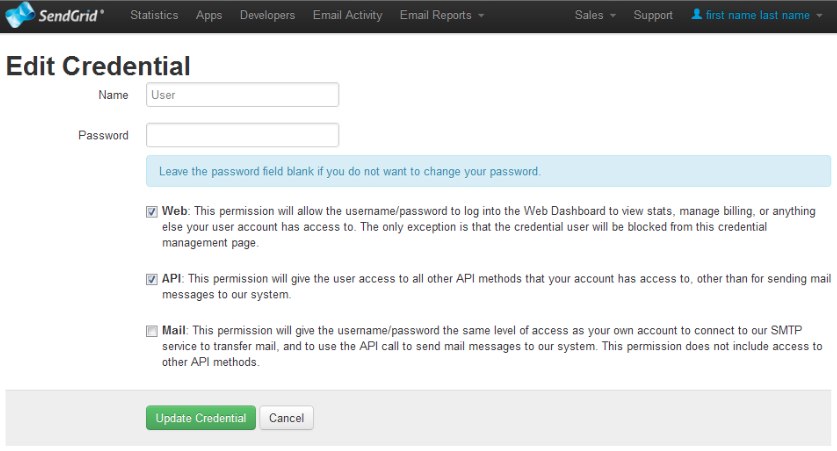 SendGrid® Statistics Apps Developers Email Activity Email Reports Sales Support first name last name
Edit Credential
Name User
Password
Leave the password field blank if you do not want to change your password.
Web: This permission will allow the username/password to log into the Web Dashboard to view stats, manage billing, or anything
else your user account has access to. The only exception is that the credential user will be blocked from this credential
management page.
API: This permission will give the user access to all other API methods that your account has access to, other than for sending mail
messages to our system.
Mail: This permission will give the username/password the same level of access as your own account to connect to our SMTP
service to transfer mail, and to use the API call to send mail messages to our system. This permission does not include access to
other API methods.
Update Credential Cancel